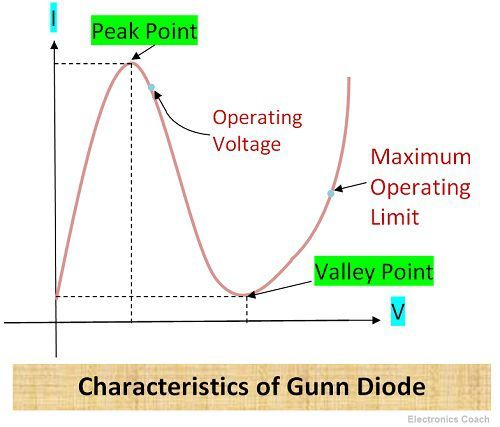 I
Peak Point
Operating
Voltage
Maximum
Operating
Limit
Valley Point
V
Characteristics of Gunn Diode
Electronics Coach